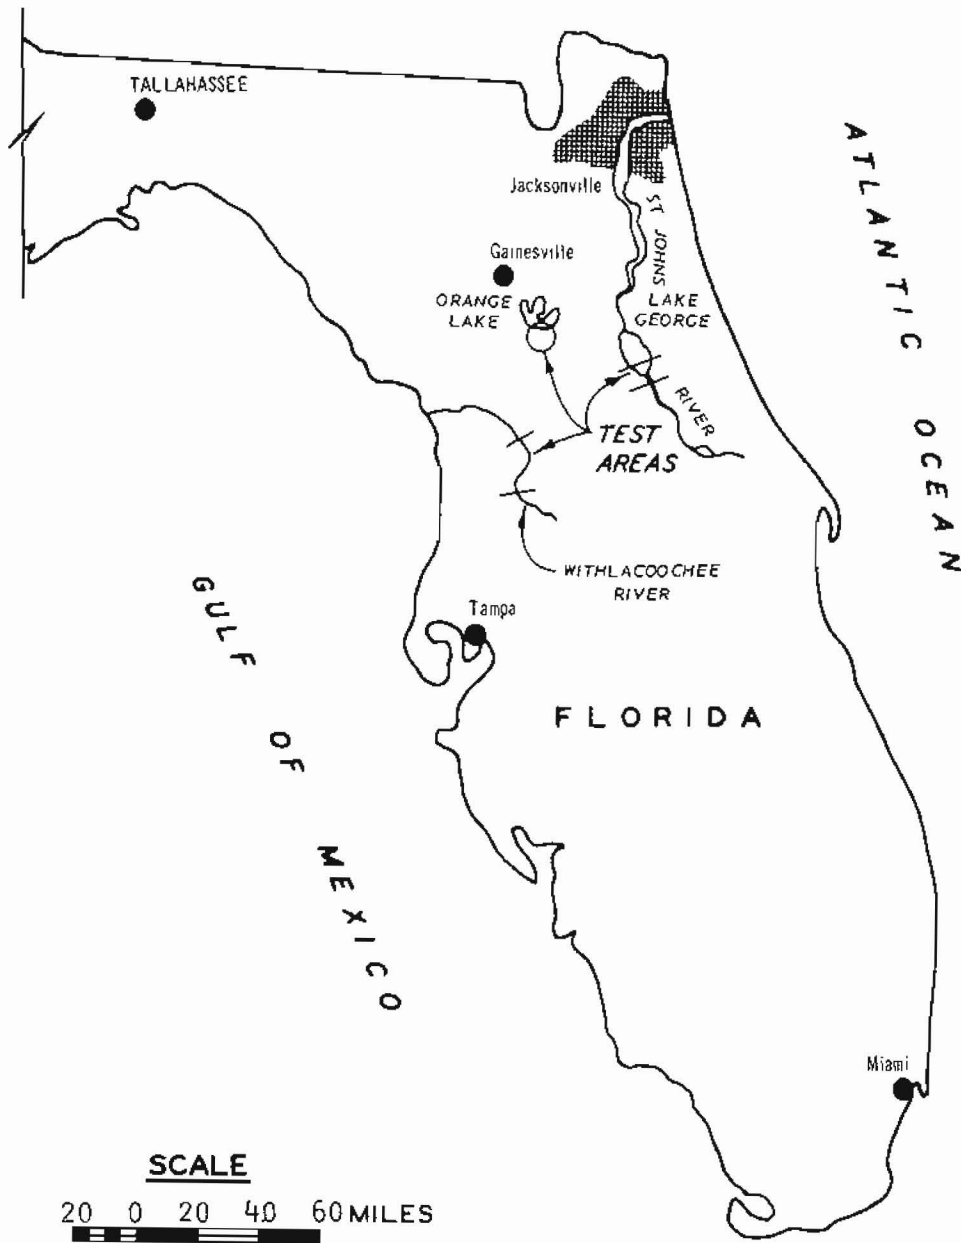 TALLAHASSEE
Jacksonville
Gainesville
ORANGE
LAKE
ST JOHNS
LAKE
GEORGE
RIVER
TEST
AREAS
WITHLACOOCHEE
RIVER
Tampa
FLORIDA
ATLANTIC OCEAN
GULF OF MEXICO
Miami
SCALE
20 0 20 40 60 MILES